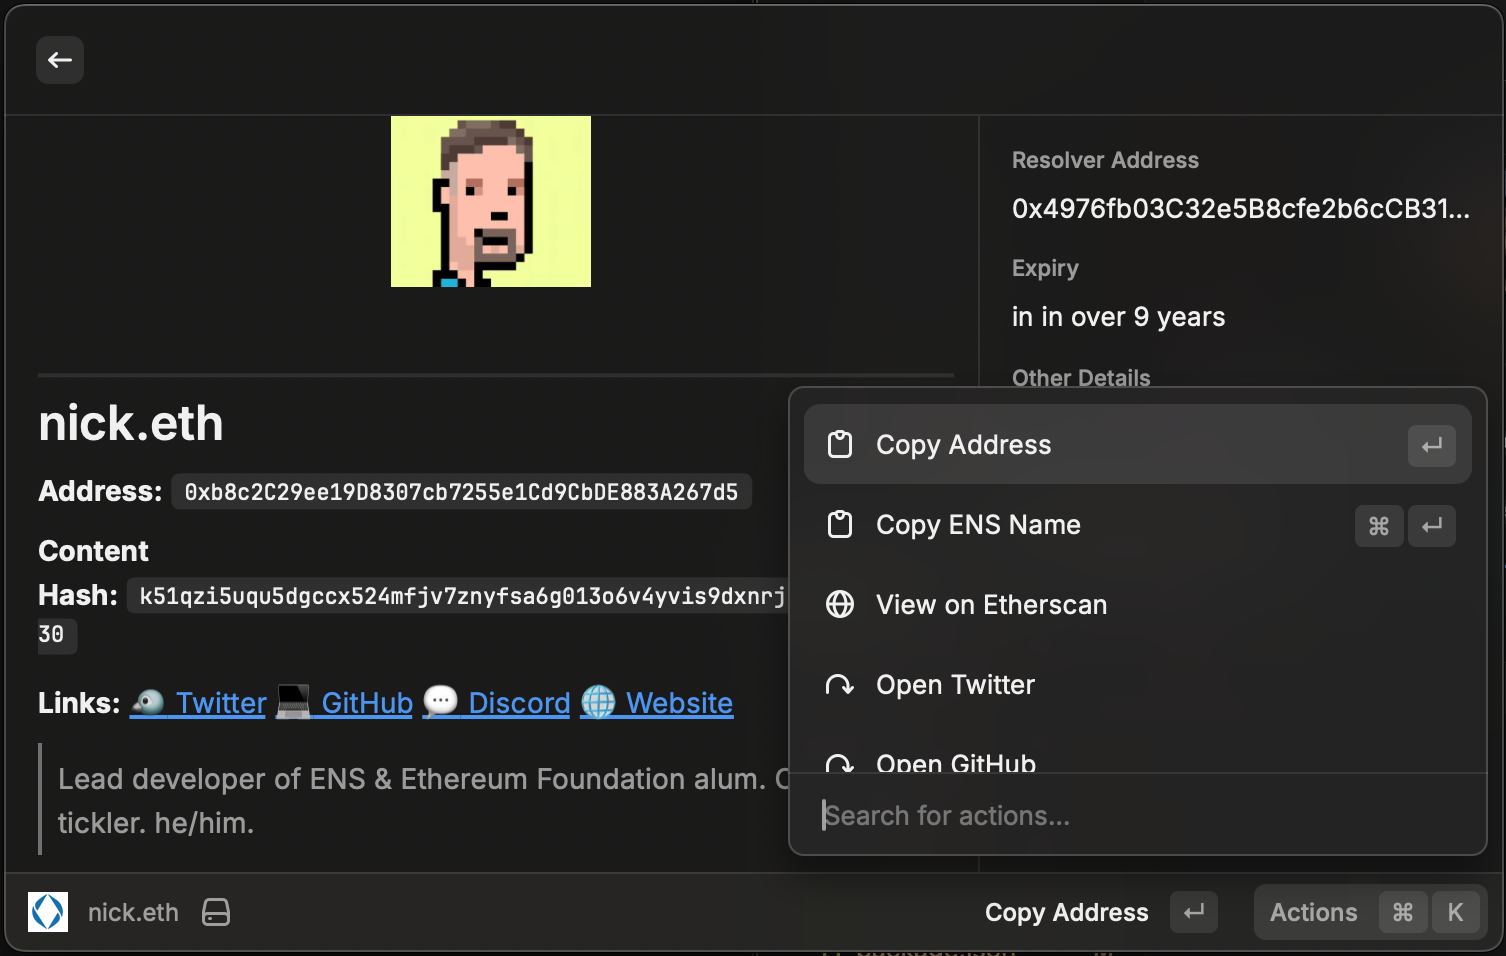 Resolver Address
0x4976fb03C32e5B8cfe2b6cCB31...
Expiry
in in over 9 years
Other Details
nick.eth
Address: 0xb8c2C29ee19D8307cb7255e1Cd9CbDE883A267d5
Content
Hash: k51qzi5uqu5dgccx524mfjv7znyfsa6g013o6v4yvis9dxnrj
30
Links: Twitter GitHub Discord Website
Lead developer of ENS & Ethereum Foundation alum.
tickler. he/him.
Copy Address
Copy ENS Name ⌘
View on Etherscan
Open Twitter
Open GitHub
Search for actions...
nick.eth
Copy Address
Actions ⌘ K